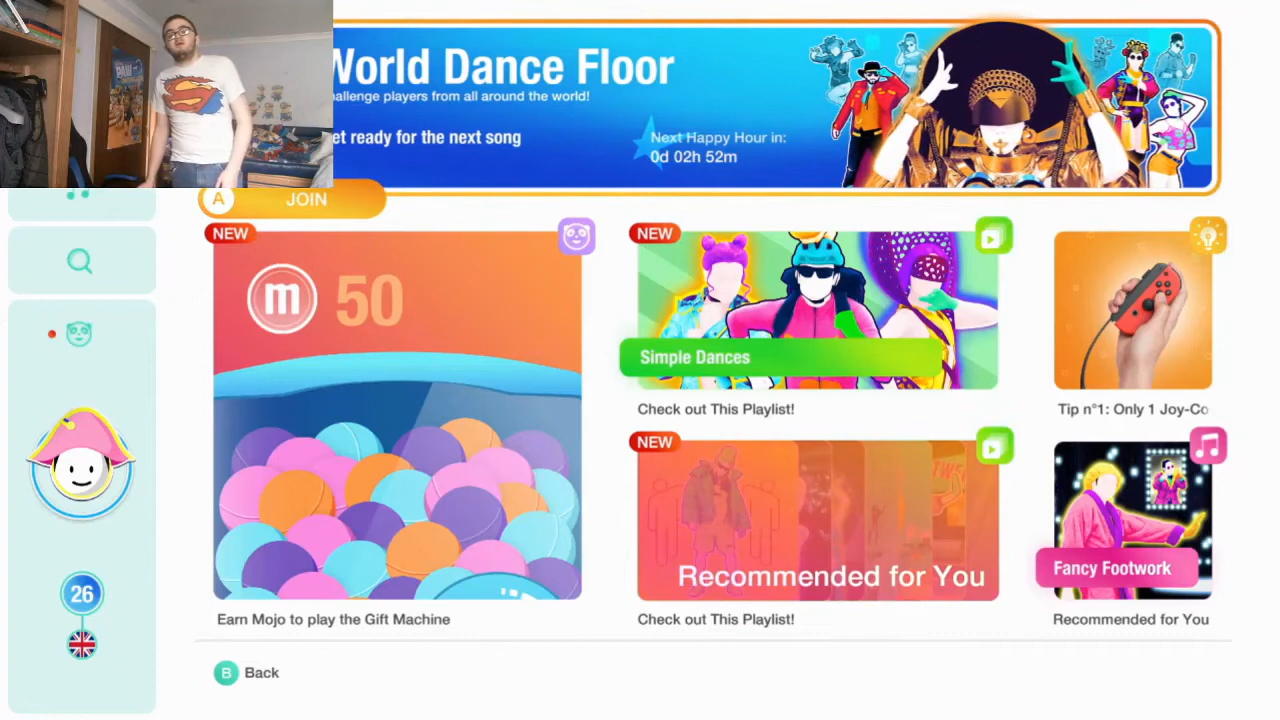 World Dance Floor
hallenge players from all around the world!
et ready for the next song
Next Happy Hour in:
0d 02h 52m
A JOIN
NEW
m 50
Earn Mojo to play the Gift Machine
NEW
Simple Dances
Check out This Playlist!
NEW
Recommended for You
Check out This Playlist!
Tip n°1: Only 1 Joy-Co
Fancy Footwork
Recommended for You
26
B Back